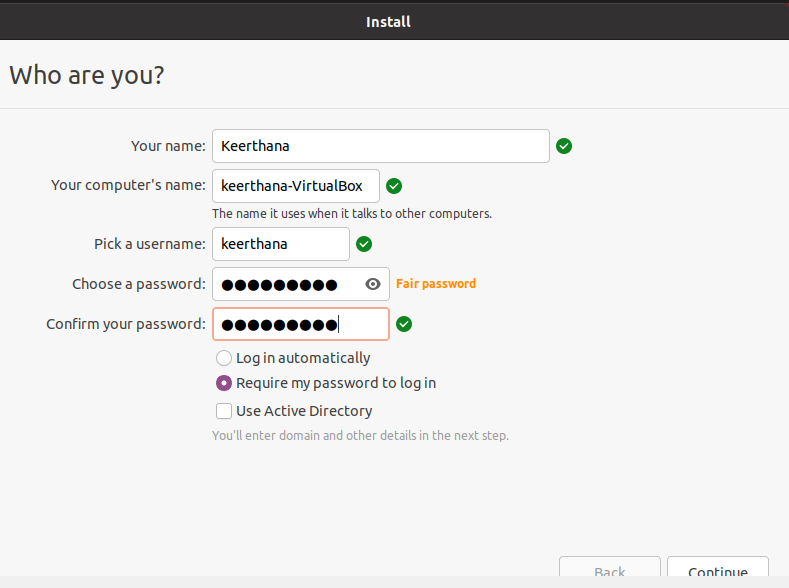 Install
Who are you?
Your name: Keerthana
Your computer's name: keerthana-VirtualBox
The name it uses when it talks to other computers.
Pick a username: keerthana
Choose a password: ●●●●●●●●● Fair password
Confirm your password: ●●●●●●●●●
Log in automatically
Require my password to log in
Use Active Directory
You'll enter domain and other details in the next step.
Back Continue